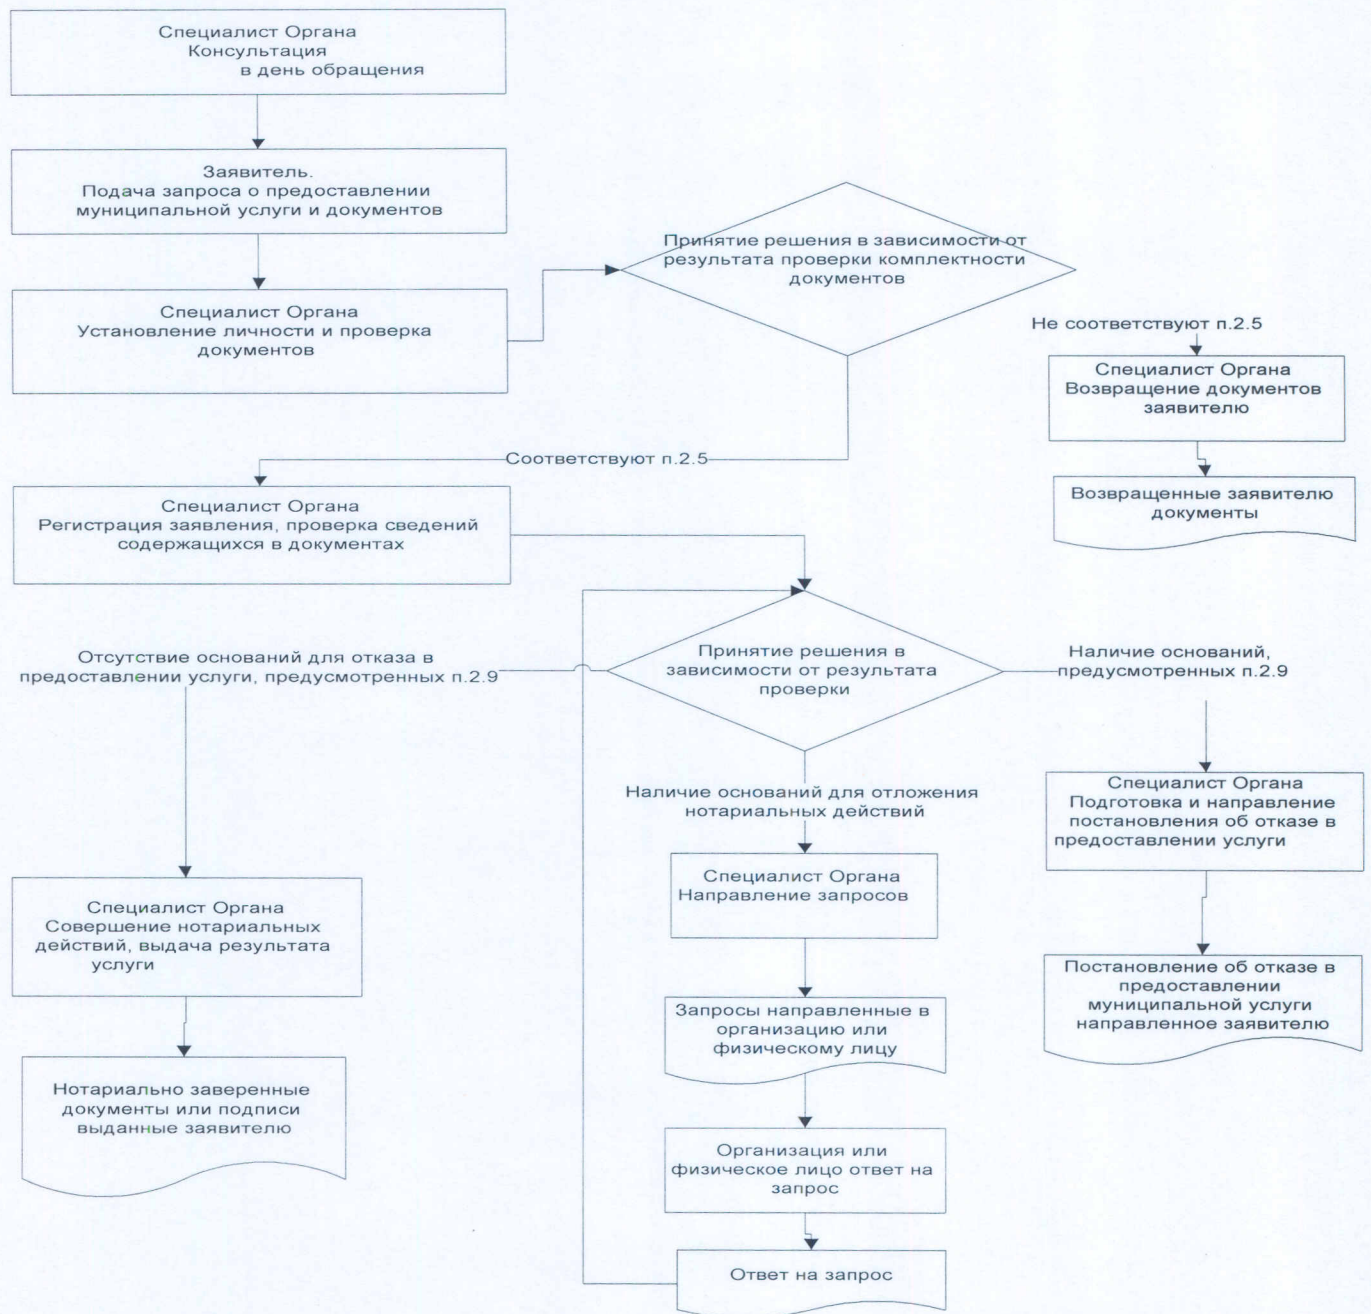 Специалист Органа
Консультация
в день обращения
Заявитель.
Подача запроса о предоставлении
муниципальной услуги и документов
Специалист Органа
Установление личности и проверка
документов
Принятие решения в зависимости от
результата проверки комплектности
документов
Не соответствуют п.2.5
Специалист Органа
Возвращение документов
заявителю
Возвращенные заявителю
документы
Соответствуют п.2.5
Специалист Органа
Регистрация заявления, проверка сведений
содержащихся в документах
Принятие решения в
зависимости от результата
проверки
Отсутствие оснований для отказа в
предоставлении услуги, предусмотренных п.2.9
Наличие оснований,
предусмотренных п.2.9
Наличие оснований для отложения
нотариальных действий
Специалист Органа
Подготовка и направление
постановления об отказе в
предоставлении услуги
Специалист Органа
Направление запросов
Специалист Органа
Совершение нотариальных
действий, выдача результата
услуги
Постановление об отказе в
предоставлении
муниципальной услуги
направленное заявителю
Запросы направленные в
организацию или
физическому лицу
Нотариально заверенные
документы или подписи
выданные заявителю
Организация или
физическое лицо ответ на
запрос
Ответ на запрос